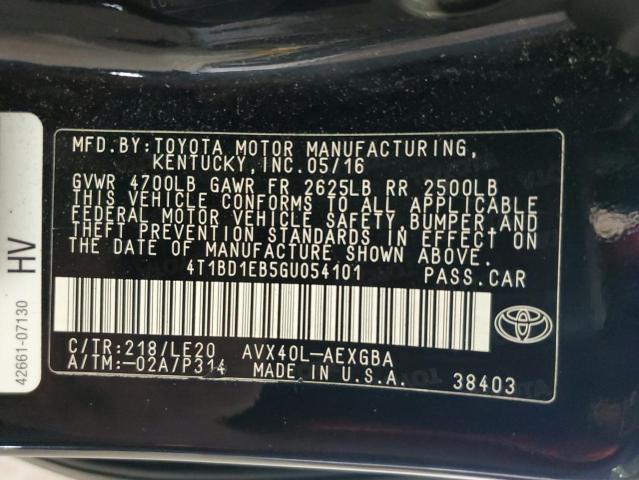 MFD.BY:TOYOTA MOTOR MANUFACTURING,
KENTUCKY,INC.05/16
GVWR 4700LB GAWR FR 2625LB RR 2500LB
THIS VEHICLE CONFORMS TO ALL APPLICABLE
FEDERAL MOTOR VEHICLE SAFETY,BUMPER,AND
THEFT PREVENTION STANDARDS IN EFFECT ON
THE DATE OF MANUFACTURE SHOWN ABOVE.
4T1BD1EB5GU054101 PASS.CAR
C/TR:218/LE20 AVX40L-AEXGBA
A/TM:-02A7P314 MADE IN U.S.A. 38403
42661-07130 HV